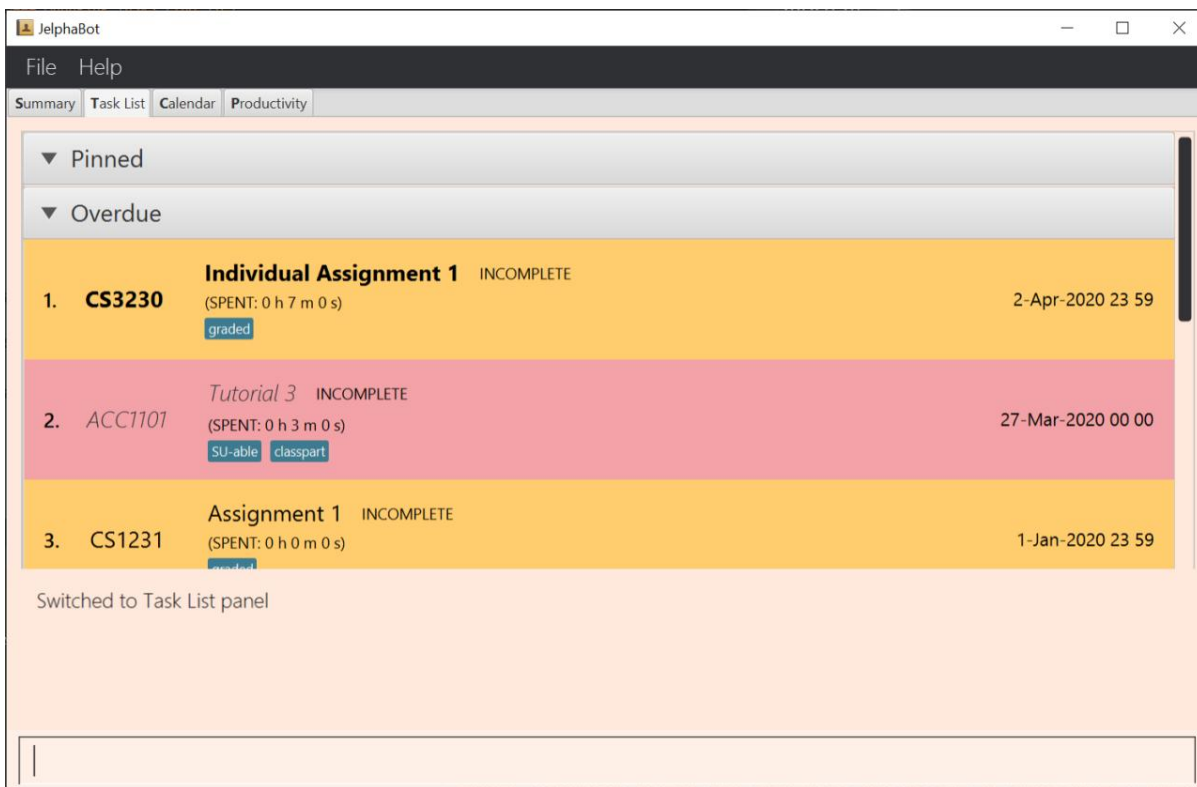 JelphaBot
File Help
Summary Task List Calendar Productivity
Pinned
Overdue
Individual Assignment 1 INCOMPLETE
1. CS3230 (SPENT: 0 h 7 m 0 s) 2-Apr-2020 23 59
graded
Tutorial 3 INCOMPLETE
2. ACC1101 (SPENT: 0 h 3 m 0 s) 27-Mar-2020 00 00
SU-able classpart
Assignment 1 INCOMPLETE
3. CS1231 (SPENT: 0 h 0 m 0 s) 1-Jan-2020 23 59
graded
Switched to Task List panel